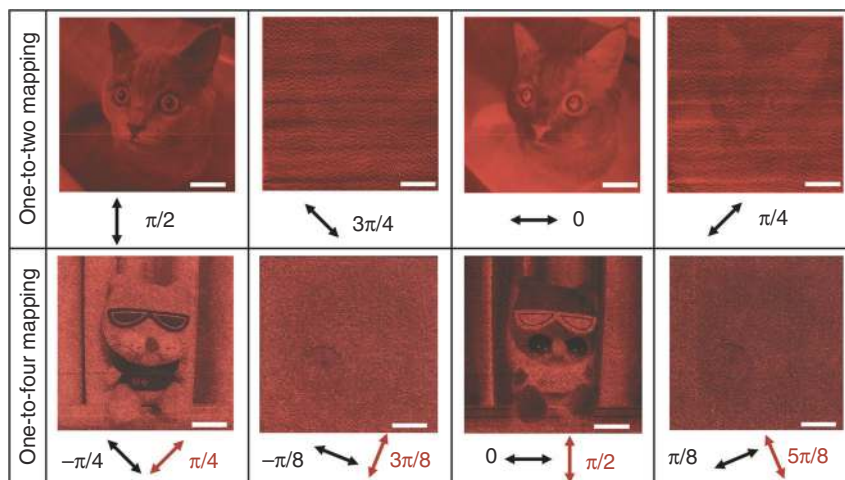 One-to-two mapping
π/2
3π/4
0
π/4
One-to-four mapping
−π/4
π/4
−π/8
3π/8
0
π/2
π/8
5π/8